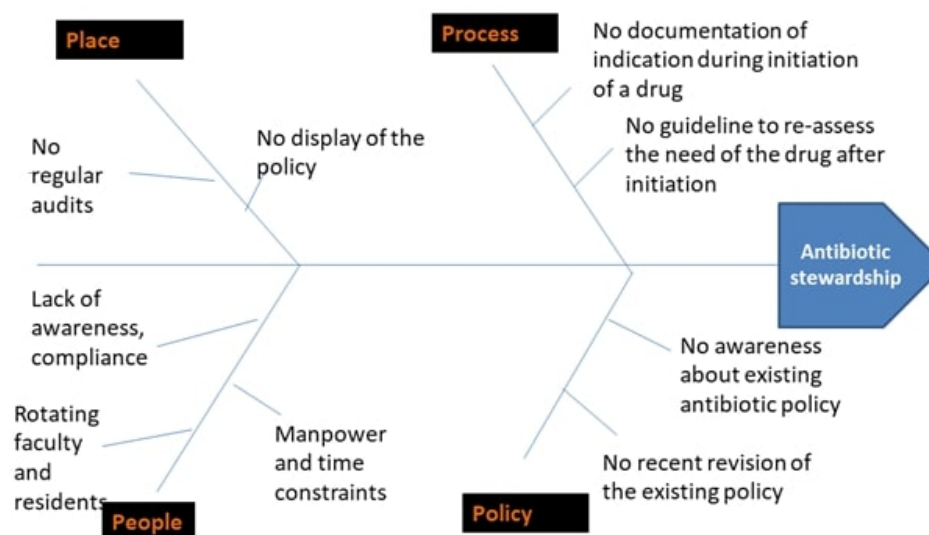 Place
No
regular
audits
No display of the
policy
Process
No documentation of
indication during initiation
of a drug
No guideline to re-assess
the need of the drug after
initiation
Antibiotic
stewardship
Lack of
awareness,
compliance
Rotating
faculty
and
residents
Manpower
and time
constraints
People
No awareness
about existing
antibiotic policy
No recent revision of
the existing policy
Policy